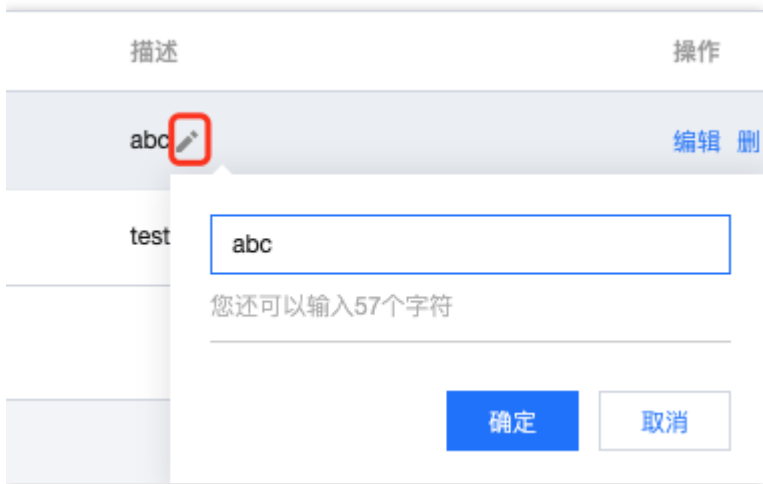 描述 操作
abc 编辑 删
test
abc
您还可以输入57个字符
确定 取消